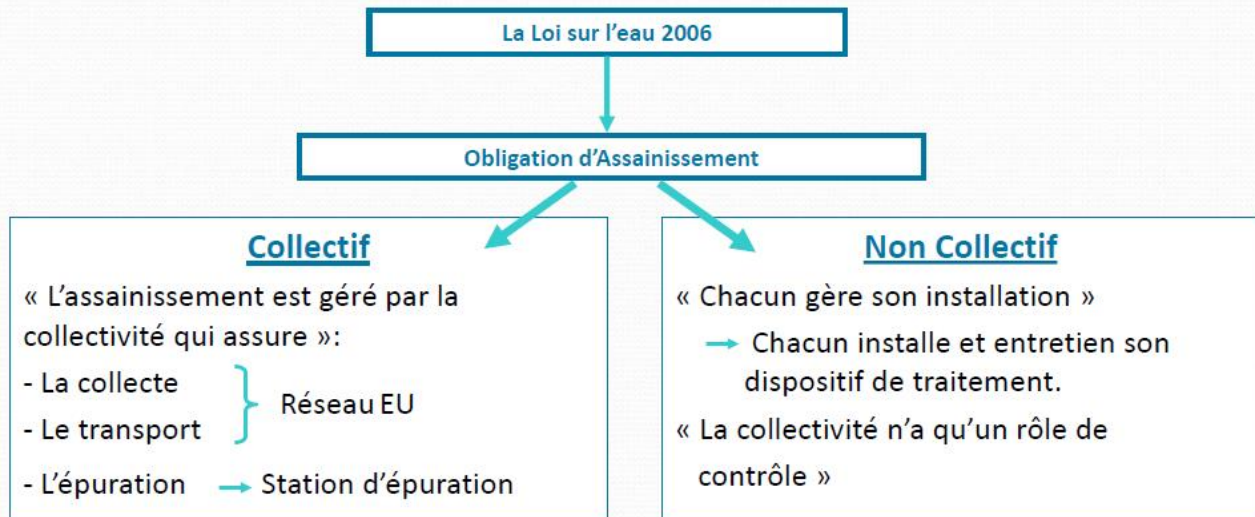 La Loi sur l'eau 2006
Obligation d'Assainissement
Collectif
« L'assainissement est géré par la
collectivité qui assure »:
- La collecte
- Le transport
Réseau EU
- L'épuration → Station d'épuration
Non Collectif
« Chacun gère son installation »
→ Chacun installe et entretien son
dispositif de traitement.
« La collectivité n'a qu'un rôle de
contrôle »